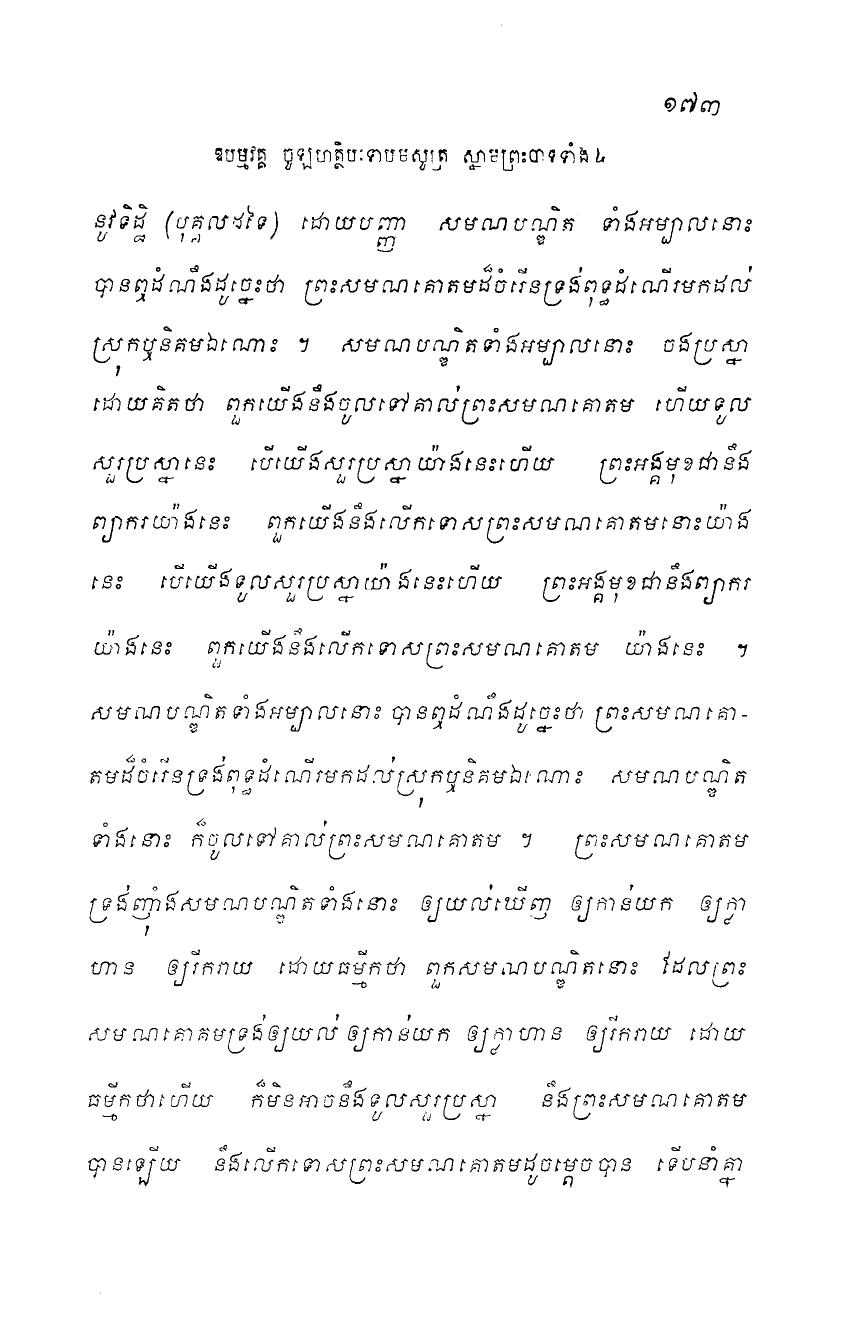 ១៧៣
ឱបម្មវគ្គ ចូឡហត្ថិបទោបមសូត្រ ស្នាមព្រះបាទទាំង៤
នូវទិដ្ឋិ (បុគ្គលដទៃ) ដោយបញ្ញា សមណបណ្ឌិត ទាំងអម្បាលនោះ
បានឮដំណឹងដូច្នេះថា ព្រះសមណគោតមដ៏ចំរើនទ្រង់ពុទ្ធដំណើរមកដល់
ស្រុកឬនិគមឯណោះ ។ សមណបណ្ឌិតទាំងអម្បាលនោះ ចងប្រស្នា
ដោយគិតថា ពួកយើងនឹងចូលទៅគាល់ព្រះសមណគោតម ហើយទូល
សួរប្រស្នានេះ បើយើងសួរប្រស្នាយ៉ាងនេះហើយ ព្រះអង្គមុខជានឹង
ព្យាករយ៉ាងនេះ ពួកយើងនឹងលើកទោសព្រះសមណគោតមនោះយ៉ាង
នេះ បើយើងទូលសួរប្រស្នាយ៉ាងនេះហើយ ព្រះអង្គមុខជានឹងព្យាករ
យ៉ាងនេះ ពួកយើងនឹងលើកទោសព្រះសមណគោតម យ៉ាងនេះ ។
សមណបណ្ឌិតទាំងអម្បាលនោះ បានឮដំណឹងដូច្នេះថា ព្រះសមណគោ-
តមដ៏ចំរើនទ្រង់ពុទ្ធដំណើរមកដល់ស្រុកឬនិគមឯណោះ សមណបណ្ឌិត
ទាំងនោះ ក៏ចូលទៅគាល់ព្រះសមណគោតម ។ ព្រះសមណគោតម
ទ្រង់ញុាំងសមណបណ្ឌិតទាំងនោះ ឲ្យយល់ឃើញ ឲ្យកាន់យក ឲ្យក្លា
ហាន ឲ្យរីករាយ ដោយធម្មីកថា ពួកសមណបណ្ឌិតនោះ ដែលព្រះ
សមណគោគមទ្រង់ឲ្យយល់ ឲ្យកាន់យក ឲ្យក្លាហាន ឲ្យរីករាយ ដោយ
ធម្មីកថាហើយ ក៏មិនអាចនឹងទូលសួរប្រស្នា នឹងព្រះសមណគោតម
បានឡើយ នឹងលើកទោសព្រះសមណគោតមដូចម្តេចបាន ទើបនាំគ្នា